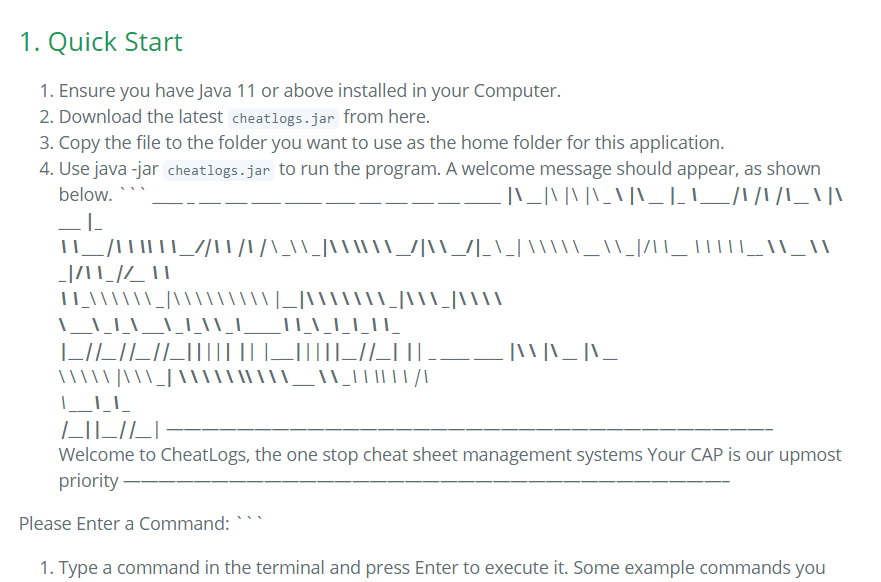 1. Quick Start
1. Ensure you have Java 11 or above installed in your Computer.
2. Download the latest cheatlogs.jar from here.
3. Copy the file to the folder you want to use as the home folder for this application.
4. Use java -jar cheatlogs.jar to run the program. A welcome message should appear, as shown
below. ```
Welcome to CheatLogs, the one stop cheat sheet management systems Your CAP is our upmost
priority
Please Enter a Command: ```
1. Type a command in the terminal and press Enter to execute it. Some example commands you